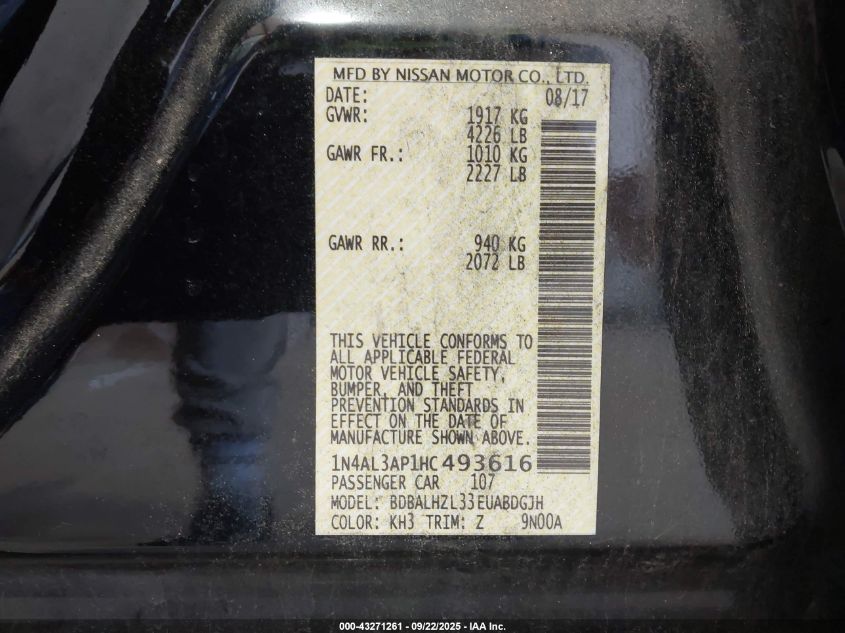 MFD BY NISSAN MOTOR CO., LTD.
DATE: 08/17
GVWR: 1917 KG
4226 LB
GAWR FR.: 1010 KG
2227 LB
GAWR RR.: 940 KG
2072 LB
THIS VEHICLE CONFORMS TO
ALL APPLICABLE FEDERAL
MOTOR VEHICLE SAFETY,
BUMPER, AND THEFT
PREVENTION STANDARDS IN
EFFECT ON THE DATE OF
MANUFACTURE SHOWN ABOVE.
1N4AL3AP1HC493616
PASSENGER CAR 107
MODEL: BDBALHZL33EUABDGJH
COLOR: KH3 TRIM: Z 9N00A
000-43271261 - 09/22/2025 - IAA Inc.